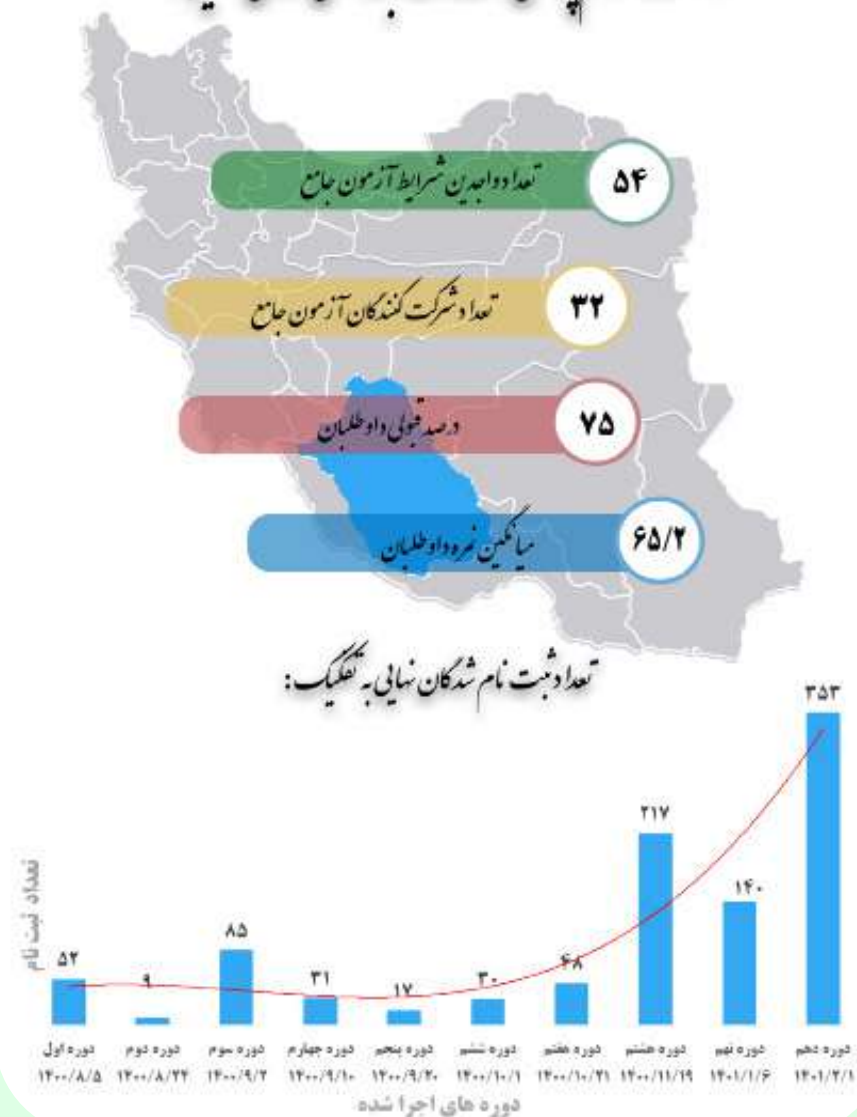 تعداد واجدین شرایط آزمون جامع ۵۴
تعداد شرکت کنندگان آزمون جامع ۳۲
درصد قبولی داوطلبان ۷۵
میانگین نمره داوطلبان ۶۵/۲
تعداد ثبت نام شدگان نهایی به تفکیک:
تعداد ثبت نام
۵۲ ۹ ۸۵ ۳۱ ۱۷ ۳۰ ۴۸ ۲۱۷ ۱۴۰ ۳۵۳
دوره اول دوره دوم دوره سوم دوره چهارم دوره پنجم دوره ششم دوره هفتم دوره هشتم دوره نهم دوره دهم
۱۴۰۰/۸/۵ ۱۴۰۰/۸/۲۴ ۱۴۰۰/۹/۲ ۱۴۰۰/۹/۱۰ ۱۴۰۰/۹/۲۰ ۱۴۰۰/۱۰/۱ ۱۴۰۰/۱۰/۲۱ ۱۴۰۰/۱۱/۱۹ ۱۴۰۱/۱/۶ ۱۴۰۱/۲/۱
دوره های اجرا شده